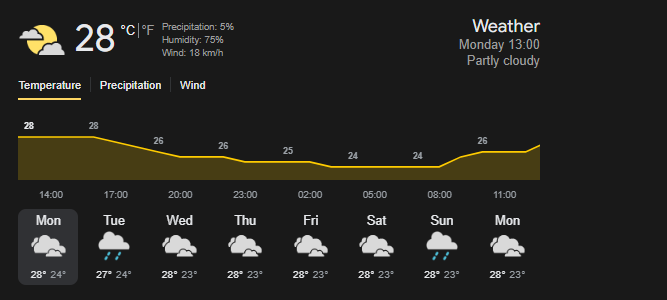 28 °C | °F
Precipitation: 5%
Humidity: 75%
Wind: 18 km/h
Weather
Monday 13:00
Partly cloudy
Temperature | Precipitation | Wind
28 28 26 26 25 24 24 26
14:00 17:00 20:00 23:00 02:00 05:00 08:00 11:00
Mon Tue Wed Thu Fri Sat Sun Mon
28° 24° 27° 24° 28° 23° 28° 23° 28° 23° 28° 23° 28° 23° 28° 23°